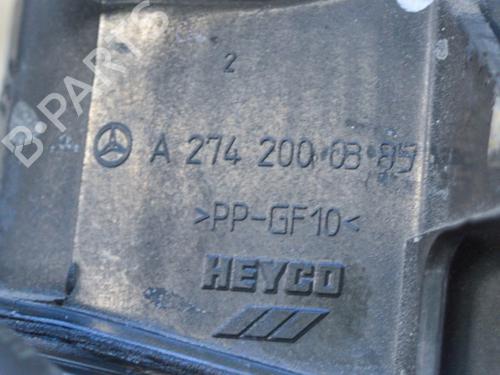 2
A 274 200 03 85
>PP-GF10<
HEYCO
B-PARTS